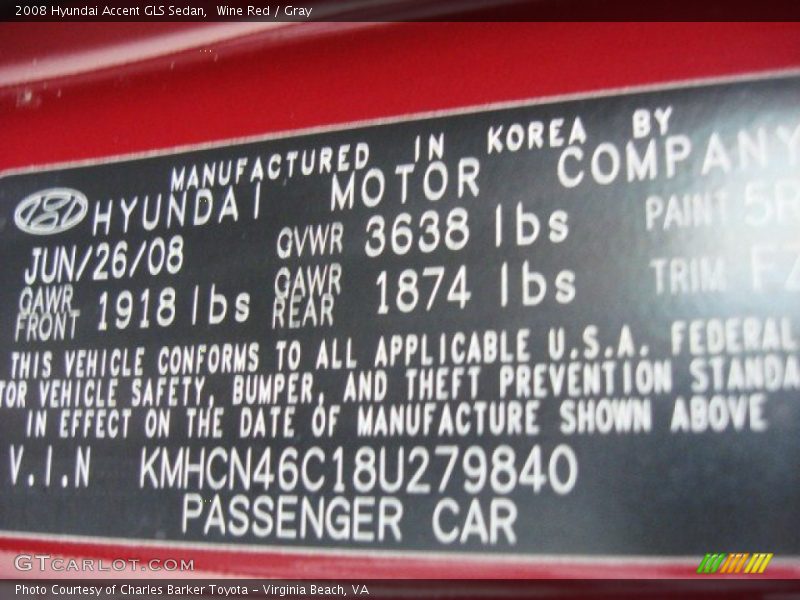 2008 Hyundai Accent GLS Sedan,  Wine Red / Gray
MANUFACTURED IN KOREA BY
HYUNDAI MOTOR COMPANY
JUN/26/08 GVWR 3638 lbs PAINT 5R
GAWR FRONT 1918 lbs GAWR REAR 1874 lbs TRIM FZ
THIS VEHICLE CONFORMS TO ALL APPLICABLE U.S.A. FEDERAL
TOR VEHICLE SAFETY, BUMPER, AND THEFT PREVENTION STANDA
IN EFFECT ON THE DATE OF MANUFACTURE SHOWN ABOVE
V.I.N KMHCN46C18U279840
PASSENGER CAR
GTCARLOT.COM
Photo Courtesy of Charles Barker Toyota - Virginia Beach, VA